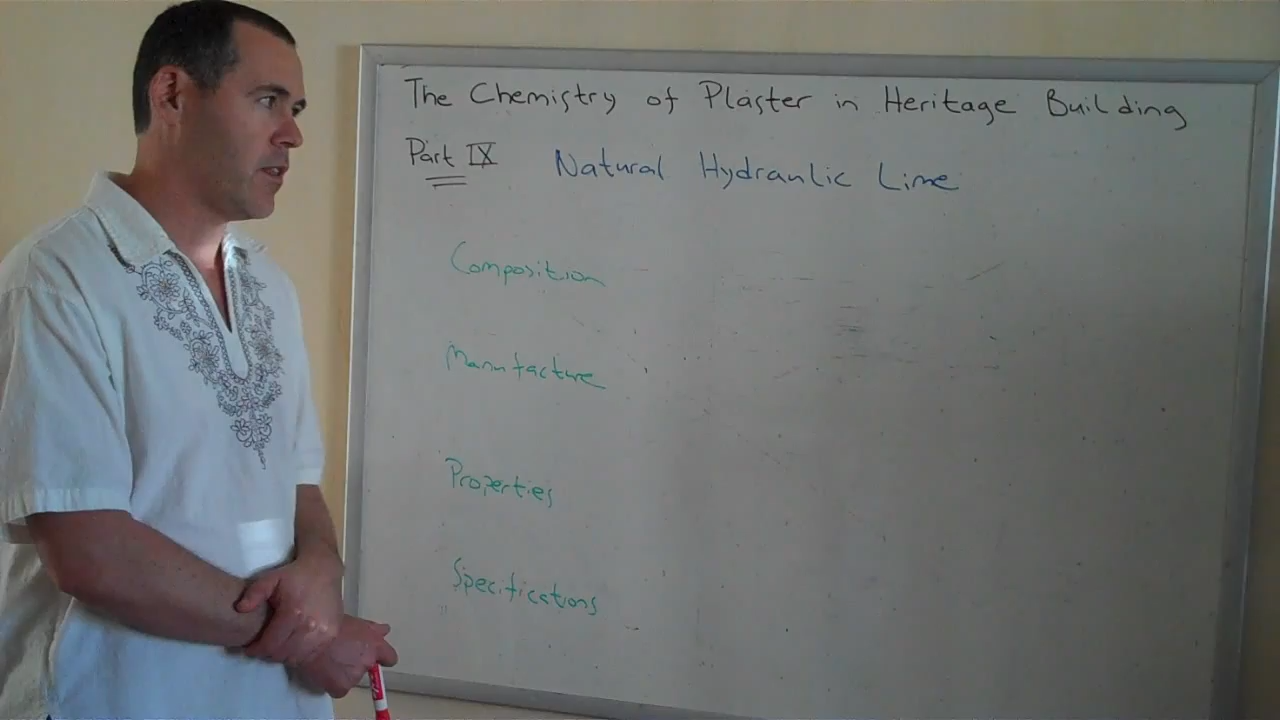 The Chemistry of Plaster in Heritage Building
Part IX Natural Hydraulic Lime
Composition
Manufacture
Properties
Specifications